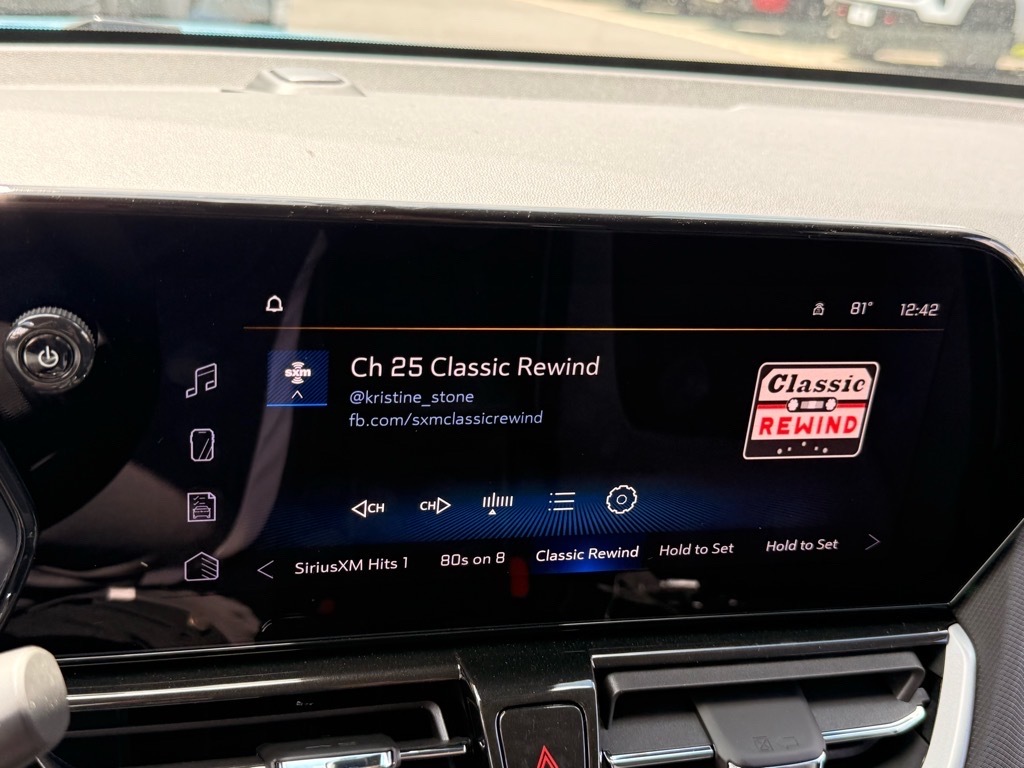 81° 12:42
sxm
Ch 25 Classic Rewind
@kristine_stone
fb.com/sxmclassicrewind
Classic
REWIND
CH CH
SiriusXM Hits 1 80s on 8 Classic Rewind Hold to Set Hold to Set